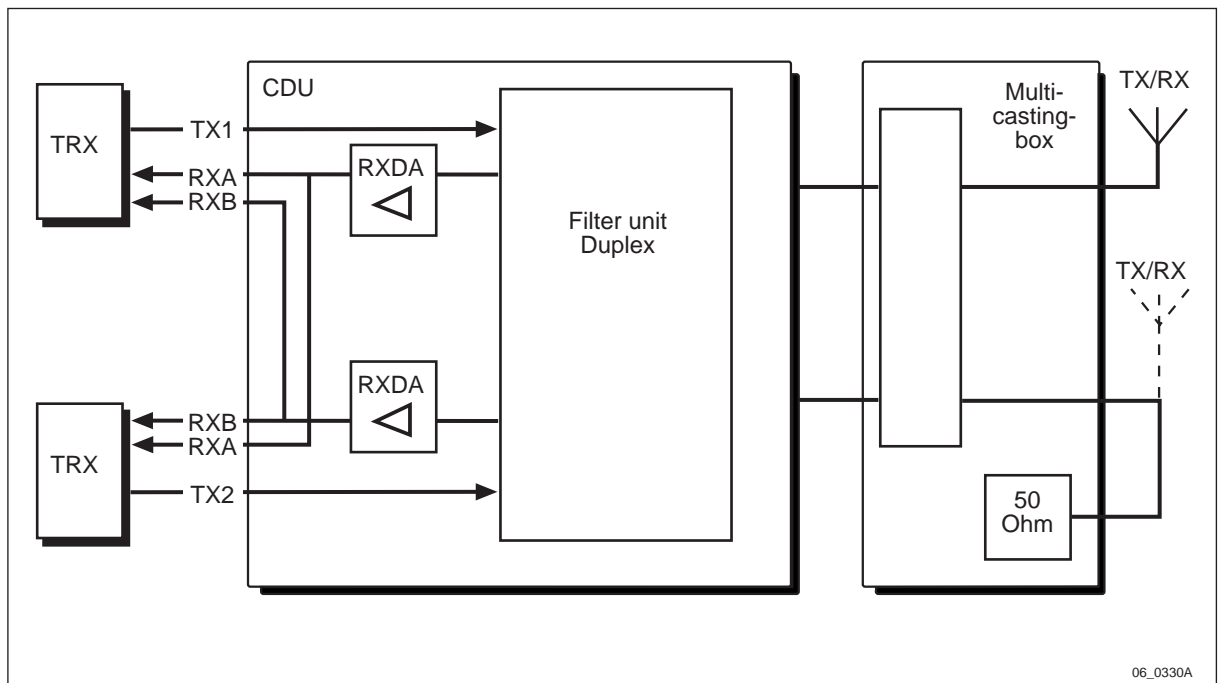 CDU
Multi-
casting-
box
TX/RX
TRX
TX1
RXA
RXB
RXDA
Filter unit
Duplex
TX/RX
RXDA
TRX
RXB
RXA
TX2
50
Ohm
06_0330A